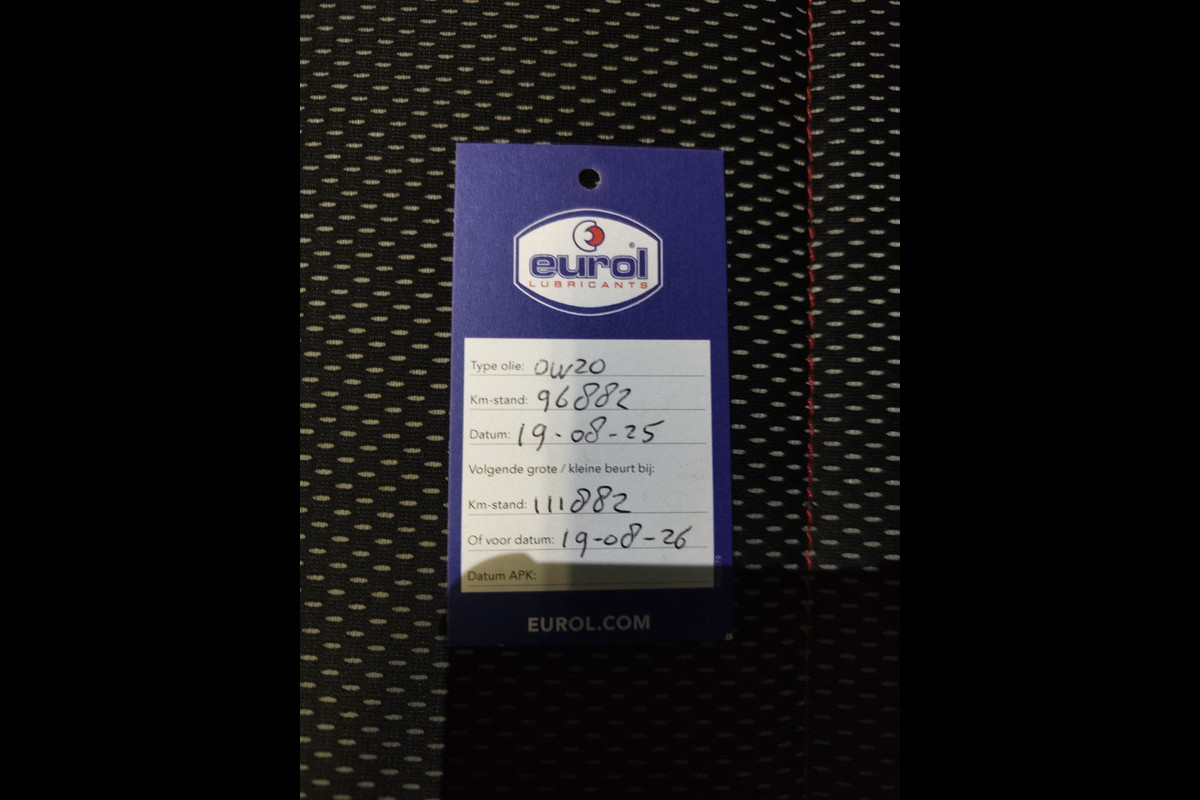 eurol®
LUBRICANTS
Type olie: 0W20
Km-stand: 96882
Datum: 19-08-25
Volgende grote / kleine beurt bij:
Km-stand: 111882
Of voor datum: 19-08-26
Datum APK:
EUROL.COM